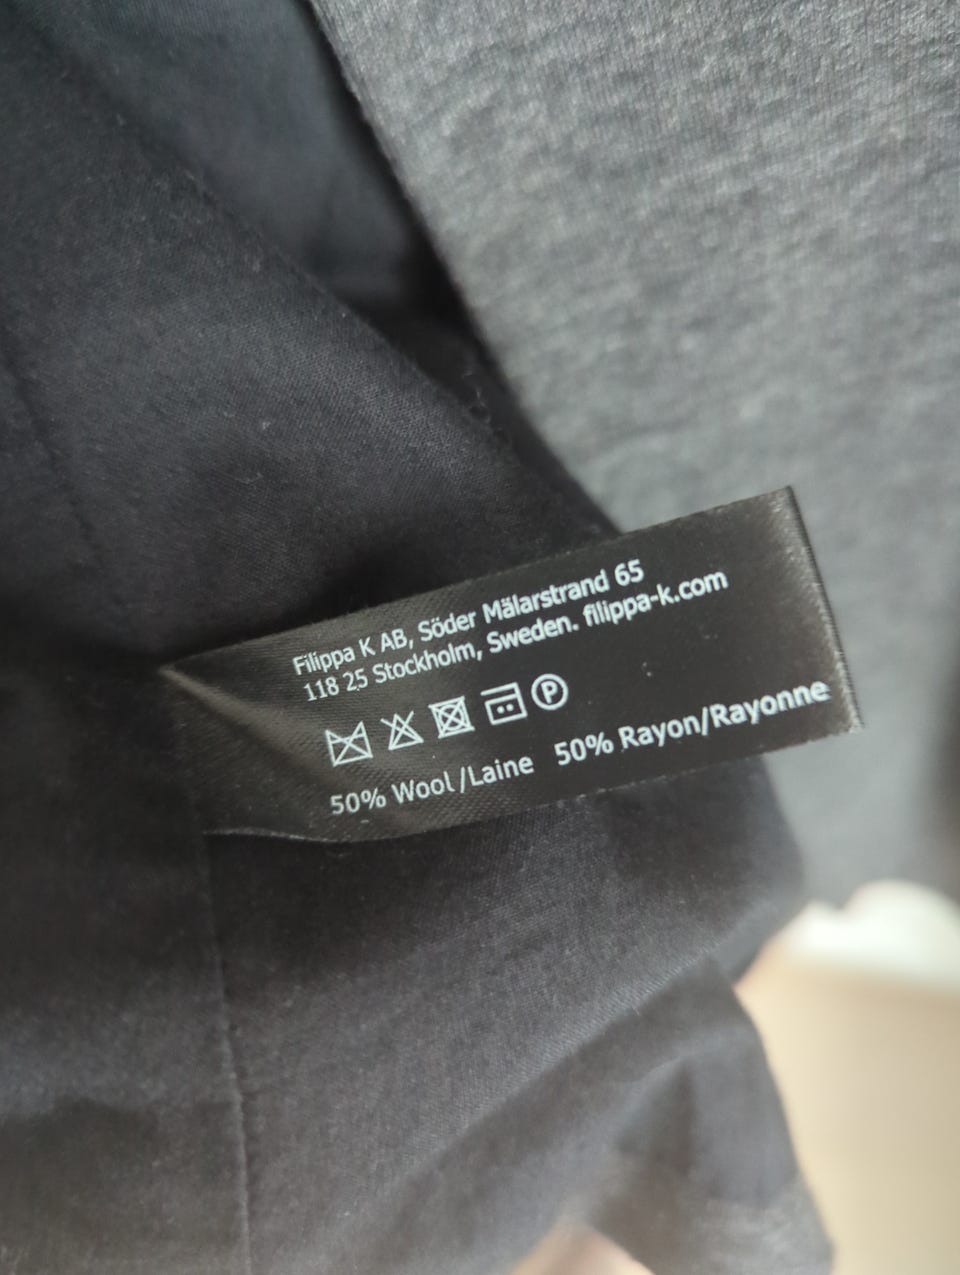 Filippa K AB, Söder Mälarstrand 65
118 25 Stockholm, Sweden. filippa-k.com
P
50% Wool/Laine 50% Rayon/Rayonne